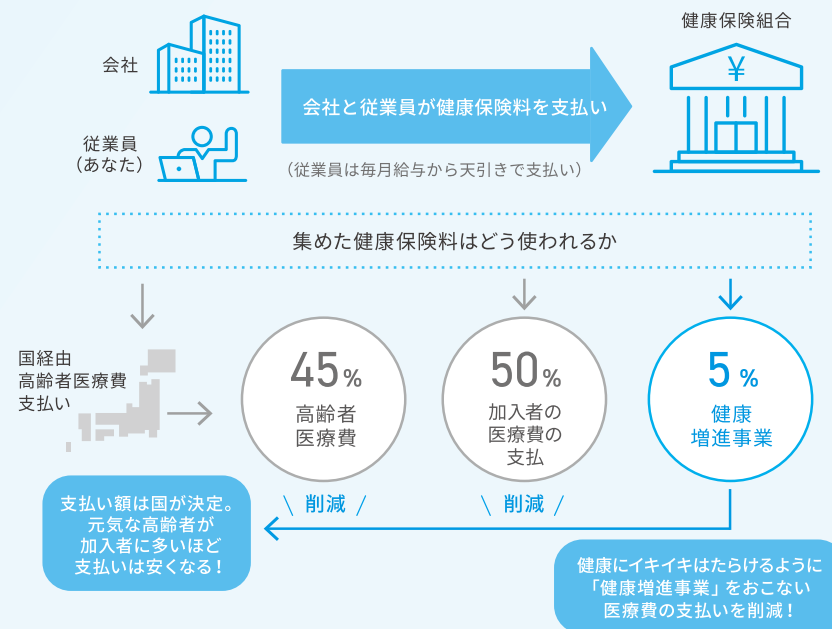 健康保険組合
¥
会社
会社と従業員が健康保険料を支払い
従業員
（あなた）
（従業員は毎月給与から天引きで支払い）
集めた健康保険料はどう使われるか
国経由
高齢者医療費
支払い
45%
高齢者
医療費
50%
加入者の
医療費の
支払
5%
健康
増進事業
\ 削減 /
\ 削減 /
支払い額は国が決定。
元気な高齢者が
加入者に多いほど
支払いは安くなる！
健康にイキイキはたらけるように
「健康増進事業」をおこない
医療費の支払いを削減！